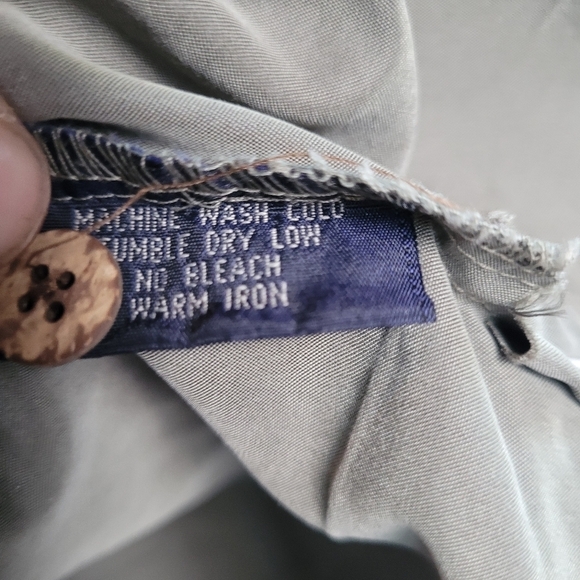 MACHINE WASH COLD
TUMBLE DRY LOW
NO BLEACH
WARM IRON